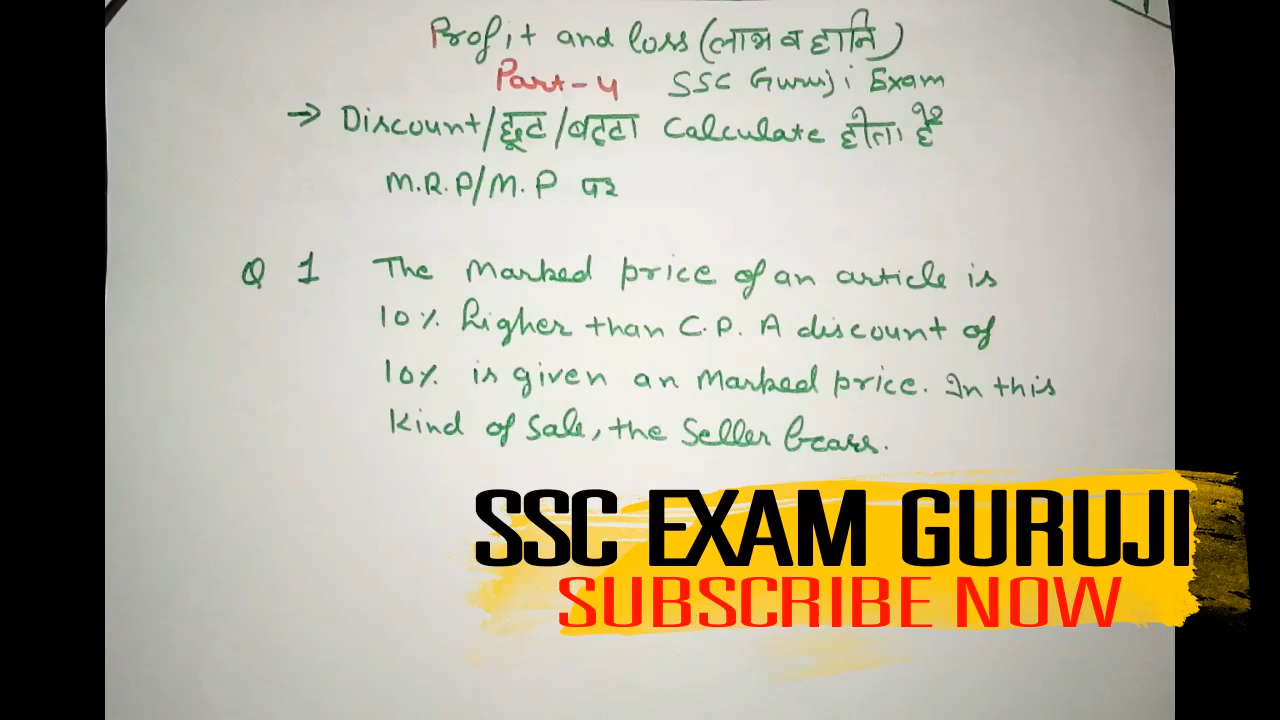 Profit and loss (लाभ व हानि)
Part-4 SSC Guruji Exam
→ Discount/छूट/बट्टा Calculate होता है
M.R.P/M.P पर
Q 1 The Marked price of an article is
10% higher than C.P. A discount of
10% is given an Marked price. In this
Kind of Sale, the Seller bears.
SSC EXAM GURUJI
SUBSCRIBE NOW